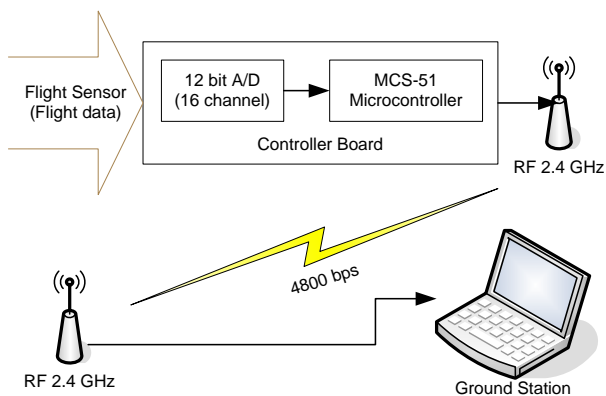 Flight Sensor
(Flight data)
12 bit A/D
(16 channel)
MCS-51
Microcontroller
Controller Board
RF 2.4 GHz
4800 bps
RF 2.4 GHz
Ground Station